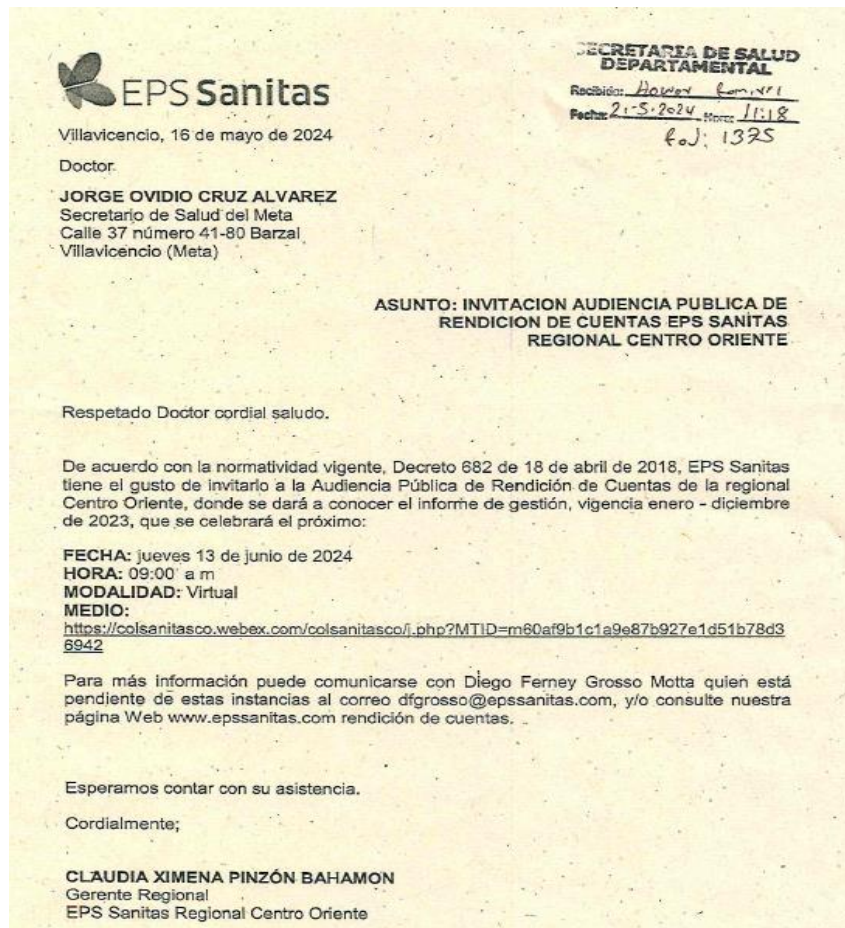 EPS Sanitas
SECRETARIA DE SALUD
DEPARTAMENTAL
Recibido:
Fecha: 21-5-2024 Hora: 11:18
1375
Villavicencio, 16 de mayo de 2024
Doctor
JORGE OVIDIO CRUZ ALVAREZ
Secretario de Salud del Meta
Calle 37 número 41-80 Barzal
Villavicencio (Meta)
ASUNTO: INVITACION AUDIENCIA PUBLICA DE
RENDICION DE CUENTAS EPS SANITAS
REGIONAL CENTRO ORIENTE
Respetado Doctor cordial saludo.
De acuerdo con la normatividad vigente, Decreto 682 de 18 de abril de 2018, EPS Sanitas
tiene el gusto de invitarlo a la Audiencia Pública de Rendición de Cuentas de la regional
Centro Oriente, donde se dará a conocer el informe de gestión, vigencia enero - diciembre
de 2023, que se celebrará el próximo:
FECHA: jueves 13 de junio de 2024
HORA: 09:00 a m
MODALIDAD: Virtual
MEDIO:
https://colsanitasco.webex.com/colsanitasco/j.php?MTID=m60af9b1c1a9e87b927e1d51b78d3
6942
Para más información puede comunicarse con Diego Ferney Grosso Motta quien está
pendiente de estas instancias al correo dfgrosso@epssanitas.com, y/o consulte nuestra
página Web www.epssanitas.com rendición de cuentas.
Esperamos contar con su asistencia.
Cordialmente;
CLAUDIA XIMENA PINZÓN BAHAMON
Gerente Regional
EPS Sanitas Regional Centro Oriente